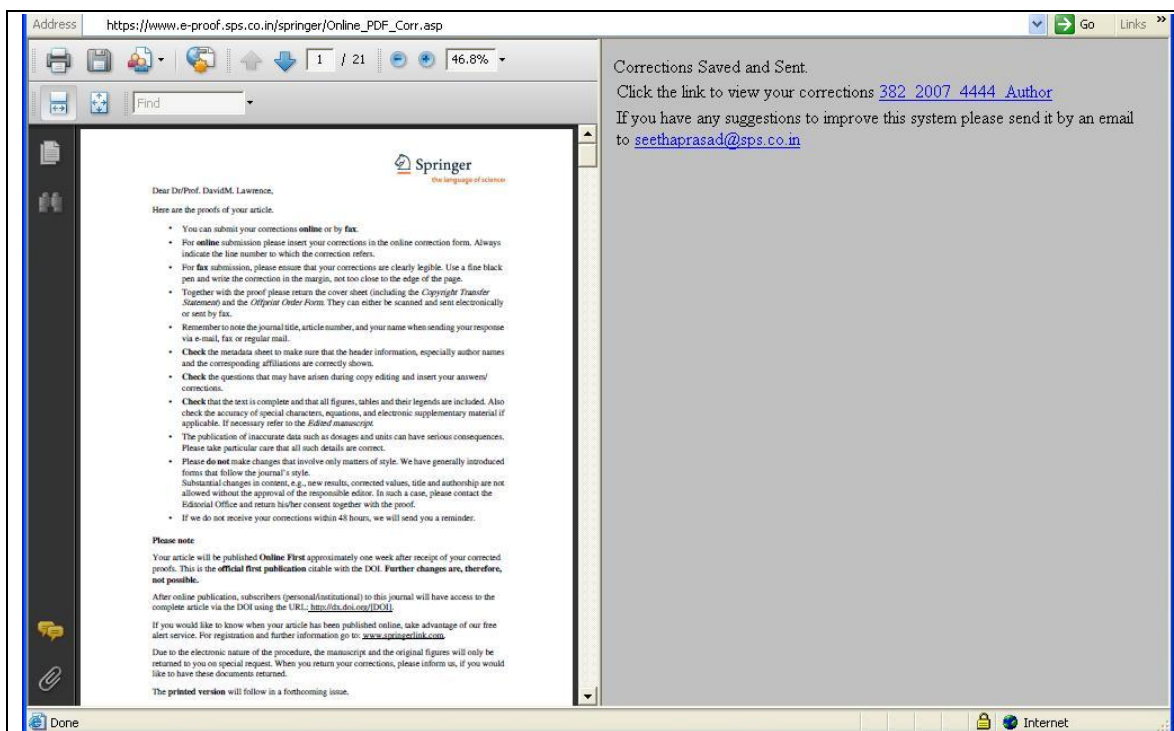 Address https://www.e-proof.sps.co.in/springer/Online_PDF_Corr.asp Go Links »
1 / 21 46.8%
Find
Springer
the language of science
Dear Dr/Prof. DavidM. Lawrence,
Here are the proofs of your article.
• You can submit your corrections online or by fax.
• For online submission please insert your corrections in the online correction form. Always
indicate the line number to which the correction refers.
• For fax submission, please ensure that your corrections are clearly legible. Use a fine black
pen and write the correction in the margin, not too close to the edge of the page.
• Together with the proof please return the cover sheet (including the Copyright Transfer
Statement) and the Offprint Order Form. They can either be scanned and sent electronically
or sent by fax.
• Remember to note the journal title, article number, and your name when sending your response
via e-mail, fax or regular mail.
• Check the metadata sheet to make sure that the header information, especially author names
and the corresponding affiliations are correctly shown.
• Check the questions that may have arisen during copy editing and insert your answers/
corrections.
• Check that the text is complete and that all figures, tables and their legends are included. Also
check the accuracy of special characters, equations, and electronic supplementary material if
applicable. If necessary refer to the Edited manuscript.
• The publication of inaccurate data such as dosages and units can have serious consequences.
Please take particular care that all such details are correct.
• Please do not make changes that involve only matters of style. We have generally introduced
forms that follow the journal's style.
Substantial changes in content, e.g., new results, corrected values, title and authorship are not
allowed without the approval of the responsible editor. In such a case, please contact the
Editorial Office and return his/her consent together with the proof.
• If we do not receive your corrections within 48 hours, we will send you a reminder.
Please note
Your article will be published Online First approximately one week after receipt of your corrected
proofs. This is the official first publication citable with the DOI. Further changes are, therefore,
not possible.
After online publication, subscribers (personal/institutional) to this journal will have access to the
complete article via the DOI using the URL: http://dx.doi.org/[DOI].
If you would like to know when your article has been published online, take advantage of our free
alert service. For registration and further information go to: www.springerlink.com.
Due to the electronic nature of the procedure, the manuscript and the original figures will only be
returned to you on special request. When you return your corrections, please inform us, if you would
like to have these documents returned.
The printed version will follow in a forthcoming issue.
Corrections Saved and Sent.
Click the link to view your corrections 382_2007_4444_Author
If you have any suggestions to improve this system please send it by an email
to seethaprasad@sps.co.in
Done Internet